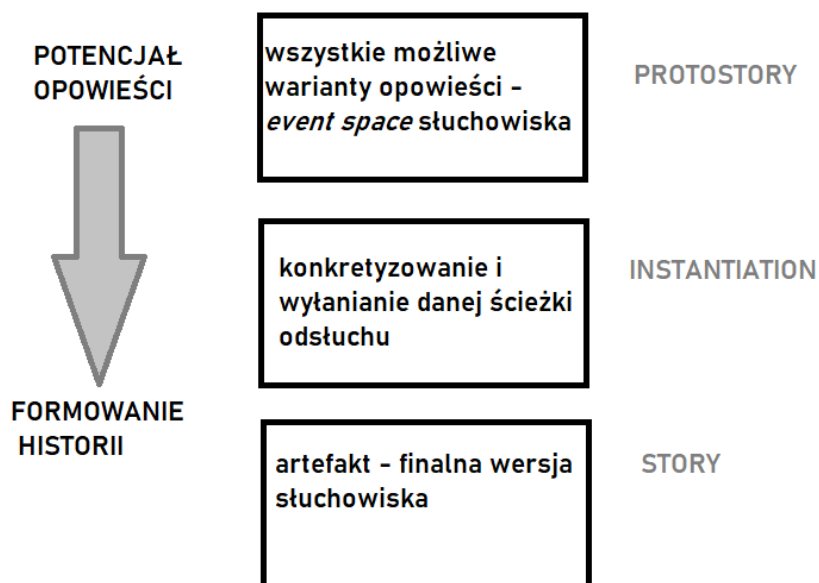 POTENCJAŁ
OPOWIEŚCI
wszystkie możliwe
warianty opowieści -
event space słuchowiska
PROTOSTORY
konkretyzowanie i
wyłanianie danej ścieżki
odsłuchu
INSTANTIATION
FORMOWANIE
HISTORII
artefakt - finalna wersja
słuchowiska
STORY